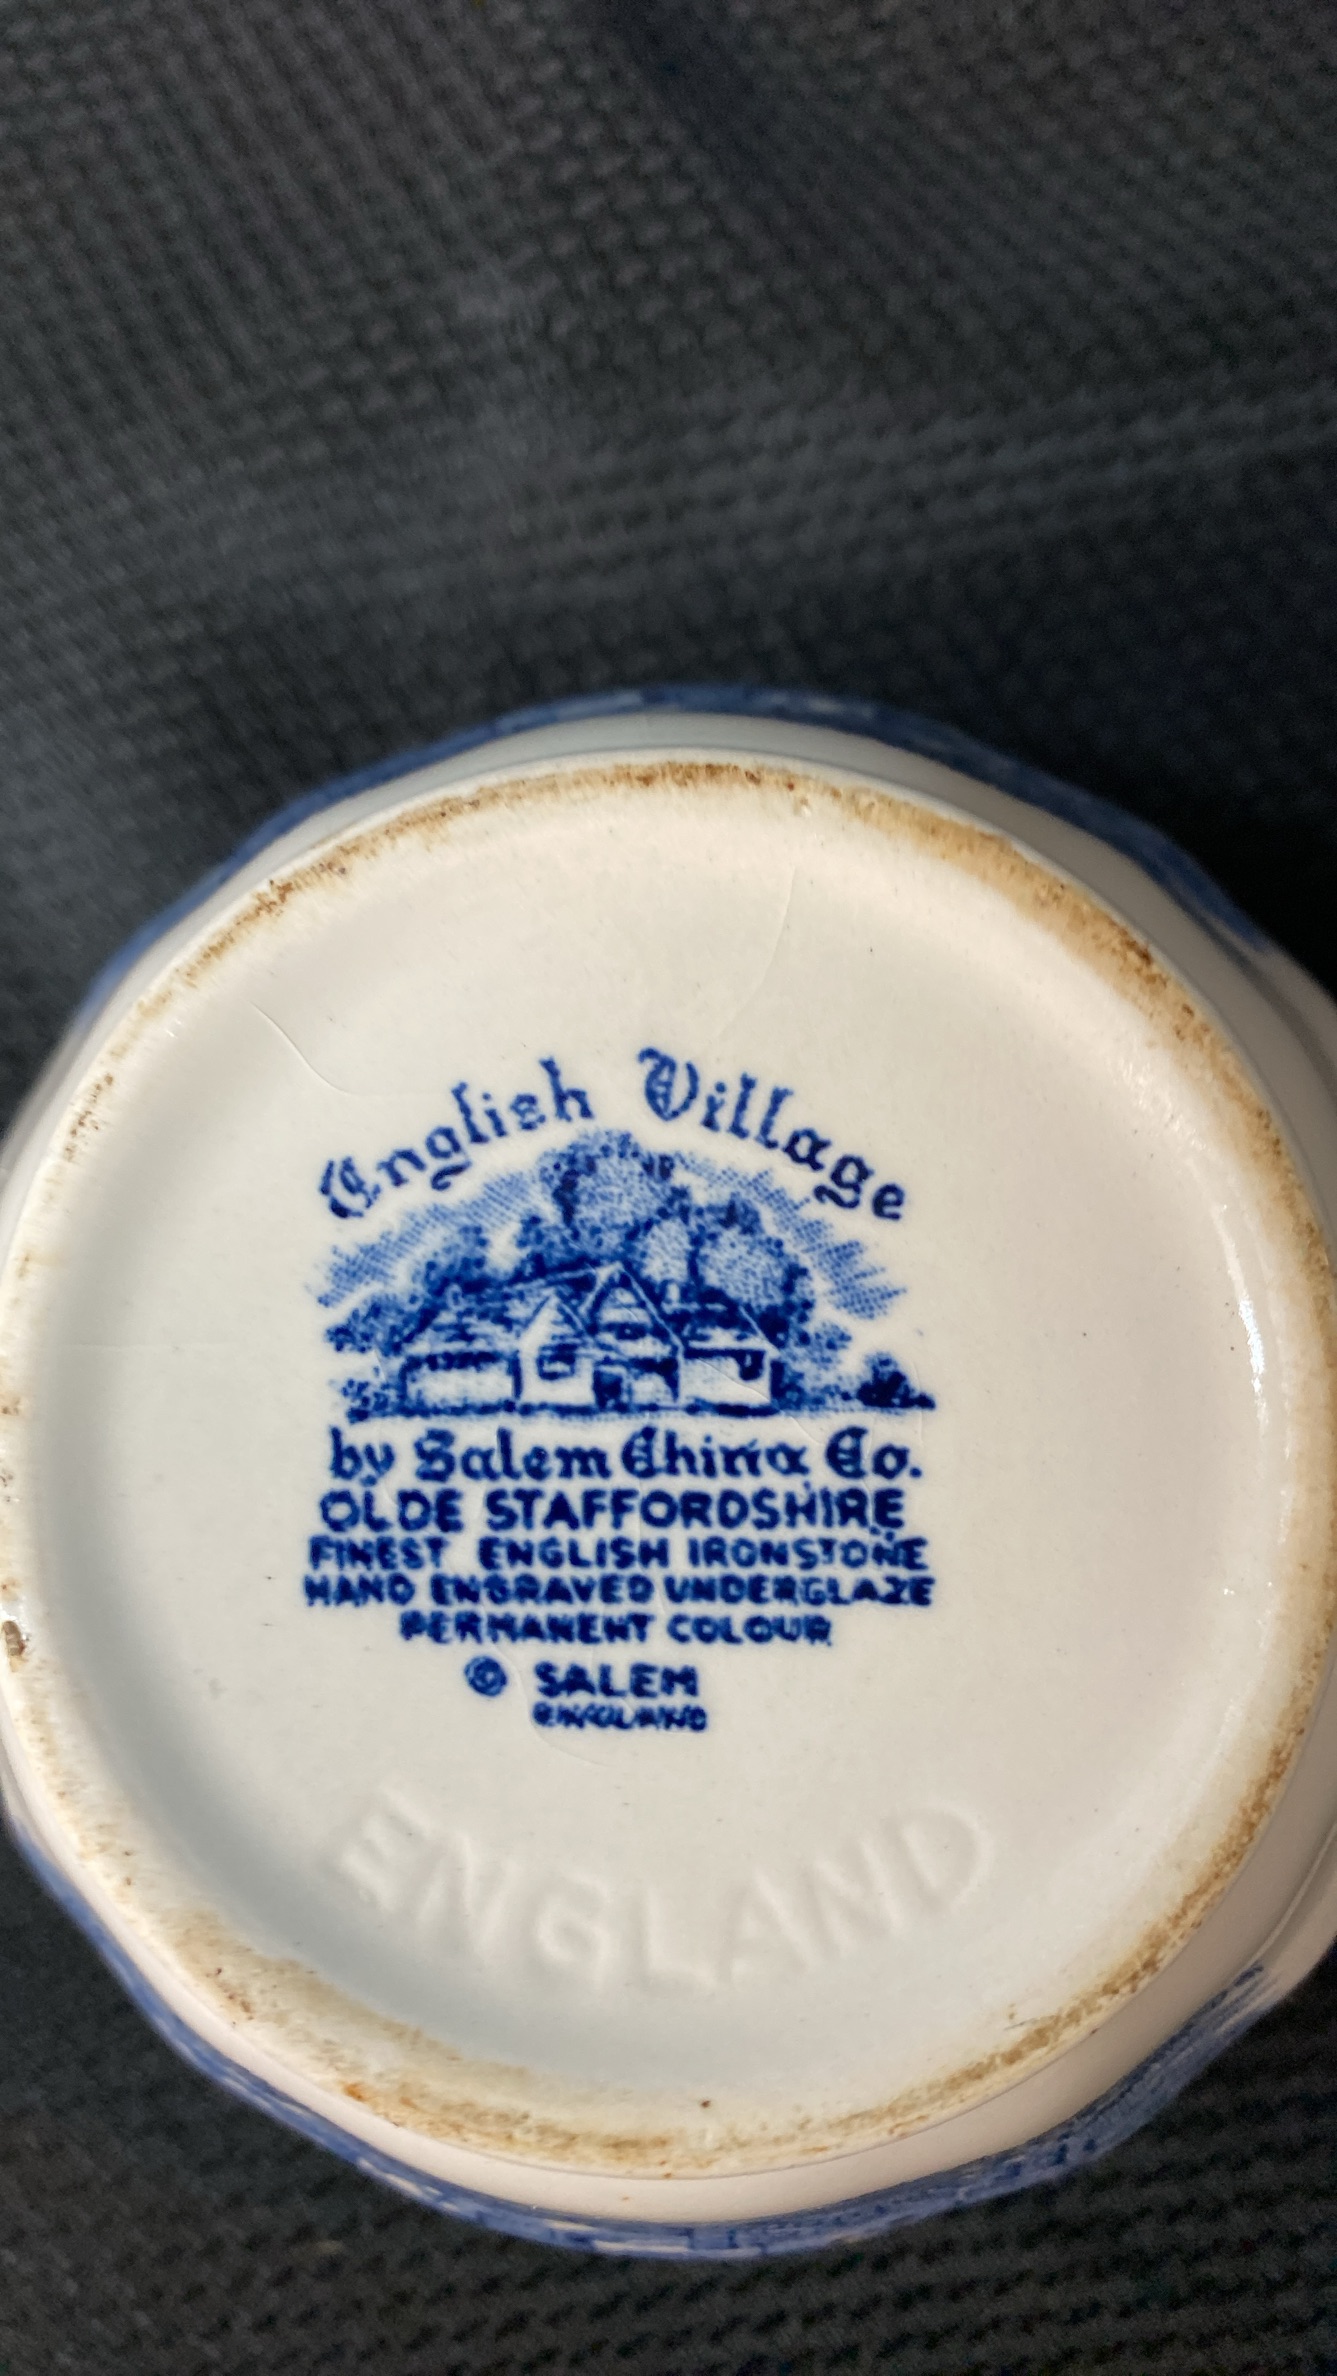 English Village
by Salem China Co.
OLDE STAFFORDSHIRE
FINEST ENGLISH IRONSTONE
HAND ENGRAVED UNDERGLAZE
PERMANENT COLOUR
© SALEM
ENGLAND
ENGLAND